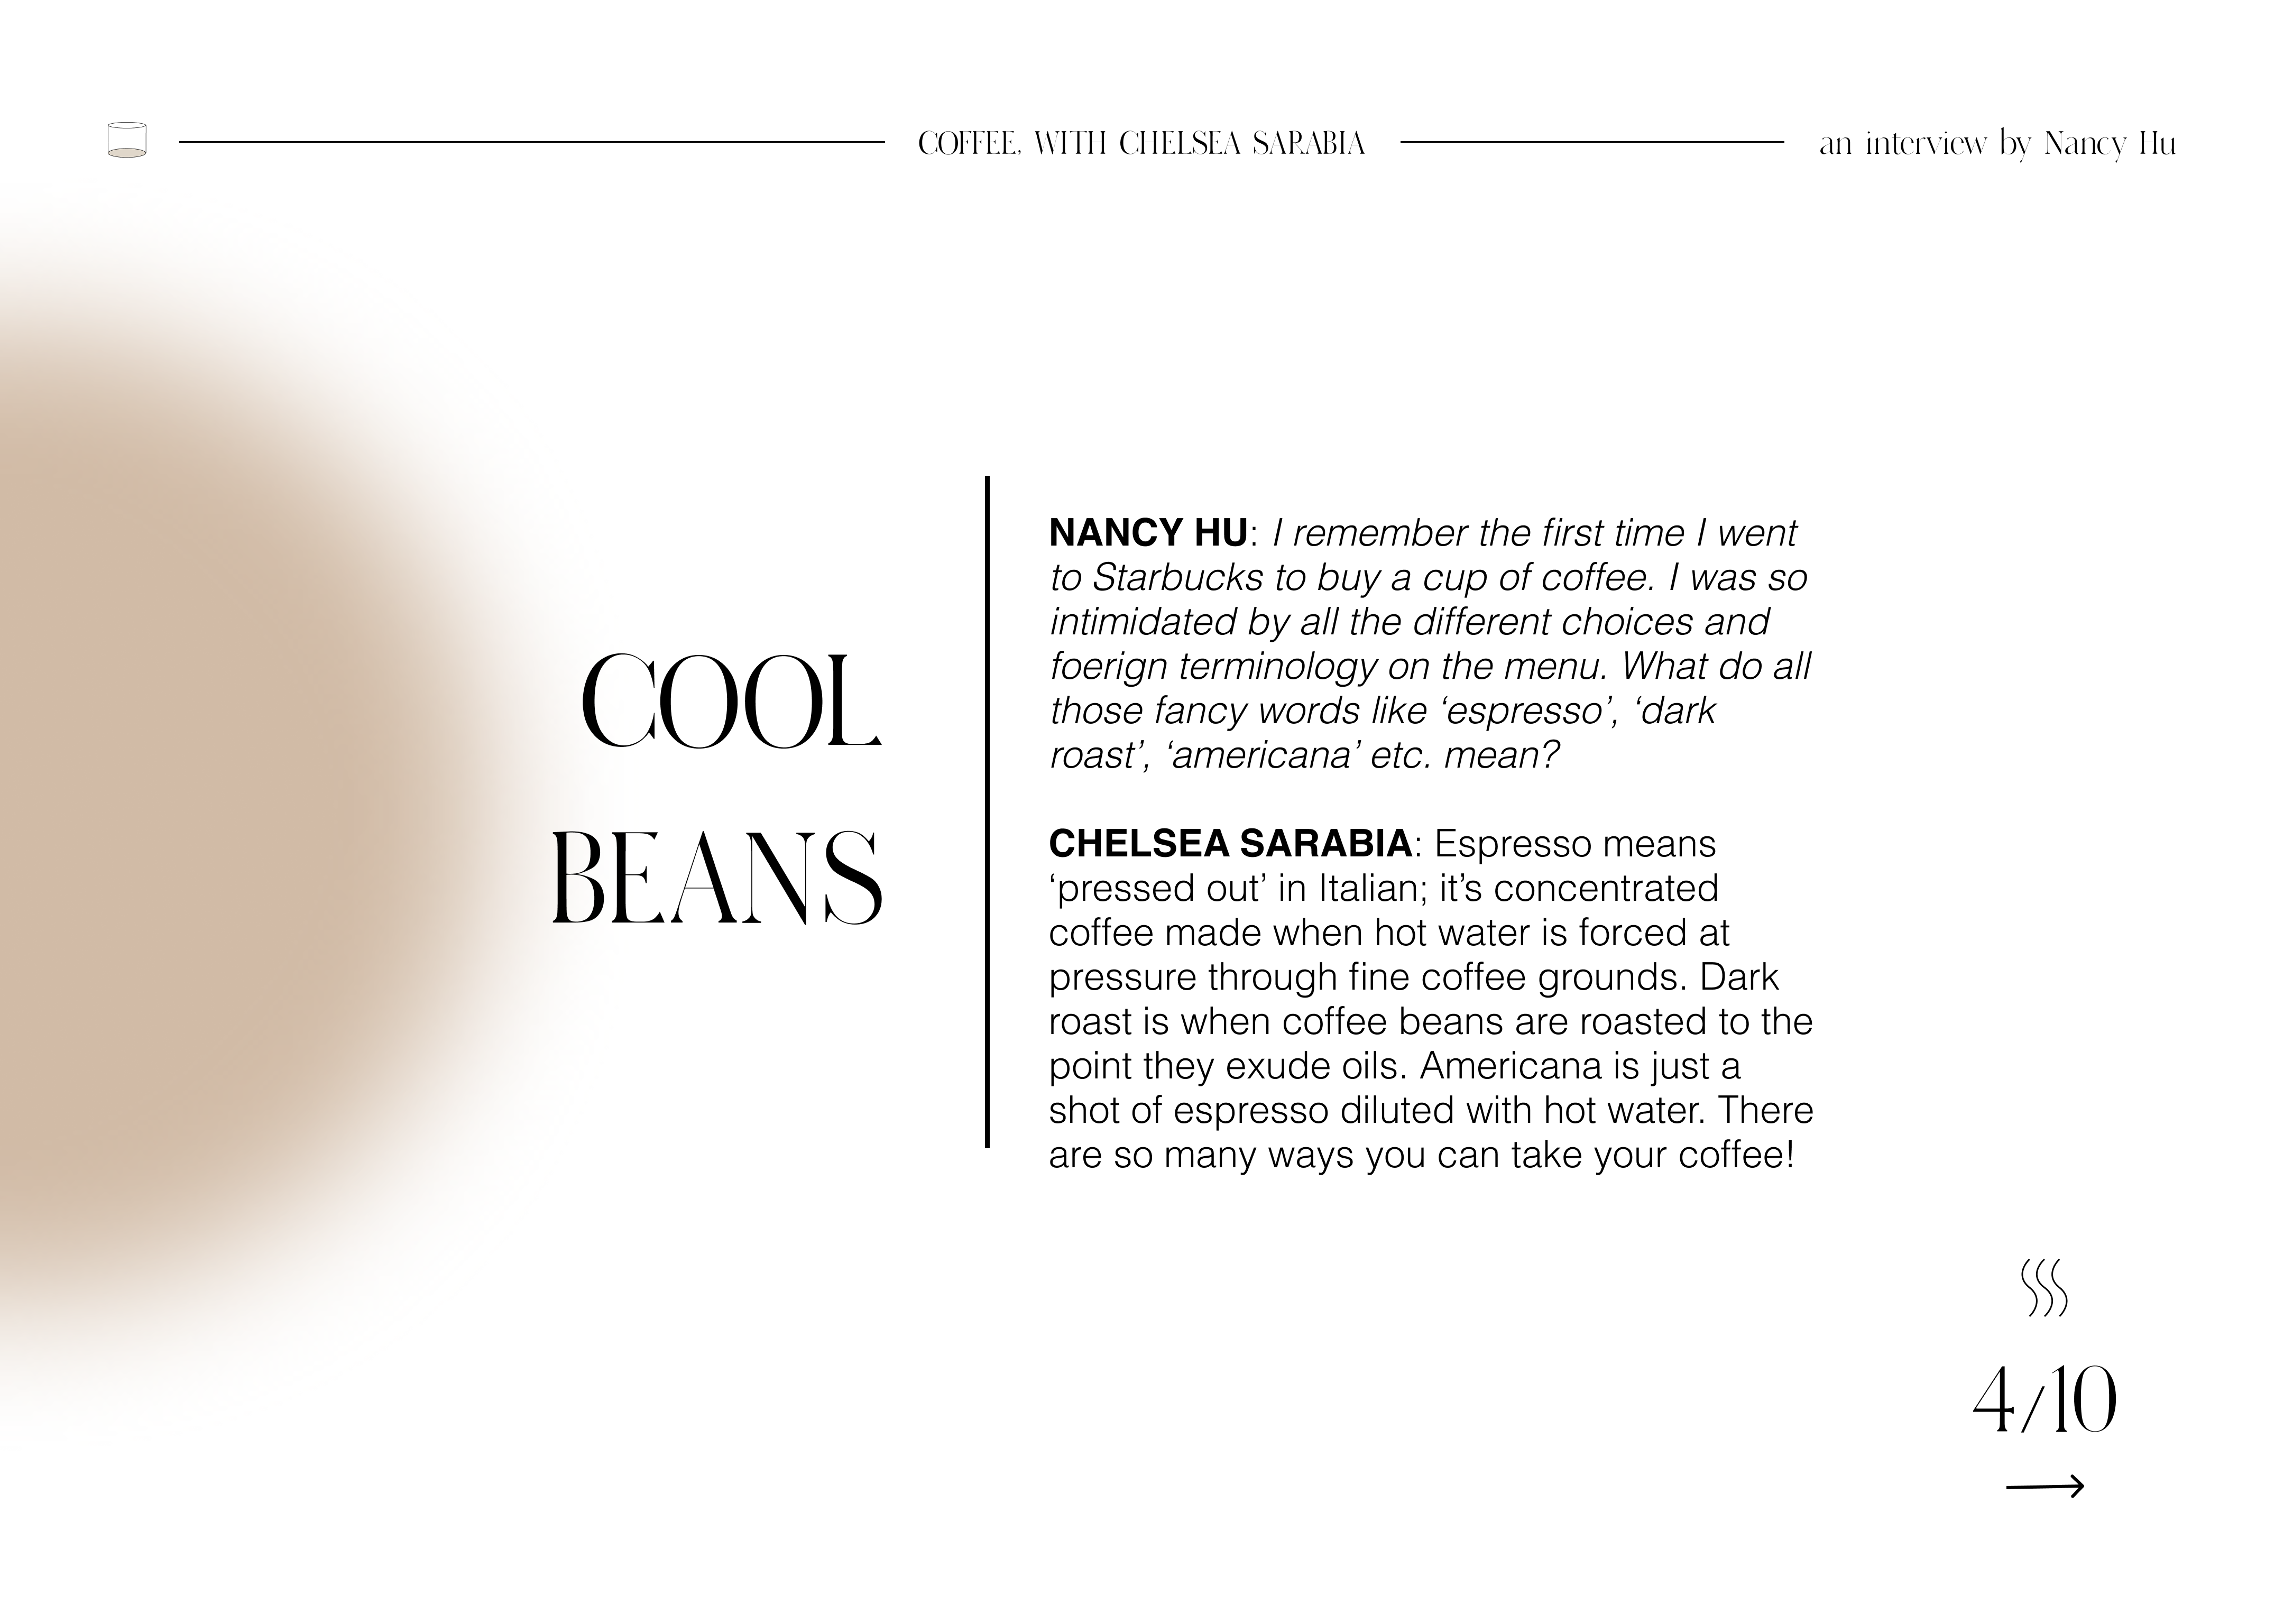 COFFEE, WITH CHELSEA SARABIA
an interview by Nancy Hu
COOL
BEANS
NANCY HU: I remember the first time I went
to Starbucks to buy a cup of coffee. I was so
intimidated by all the different choices and
foerign terminology on the menu. What do all
those fancy words like ‘espresso’, ‘dark
roast’, ‘americana’ etc. mean?
CHELSEA SARABIA: Espresso means
‘pressed out’ in Italian; it’s concentrated
coffee made when hot water is forced at
pressure through fine coffee grounds. Dark
roast is when coffee beans are roasted to the
point they exude oils. Americana is just a
shot of espresso diluted with hot water. There
are so many ways you can take your coffee!
4/10